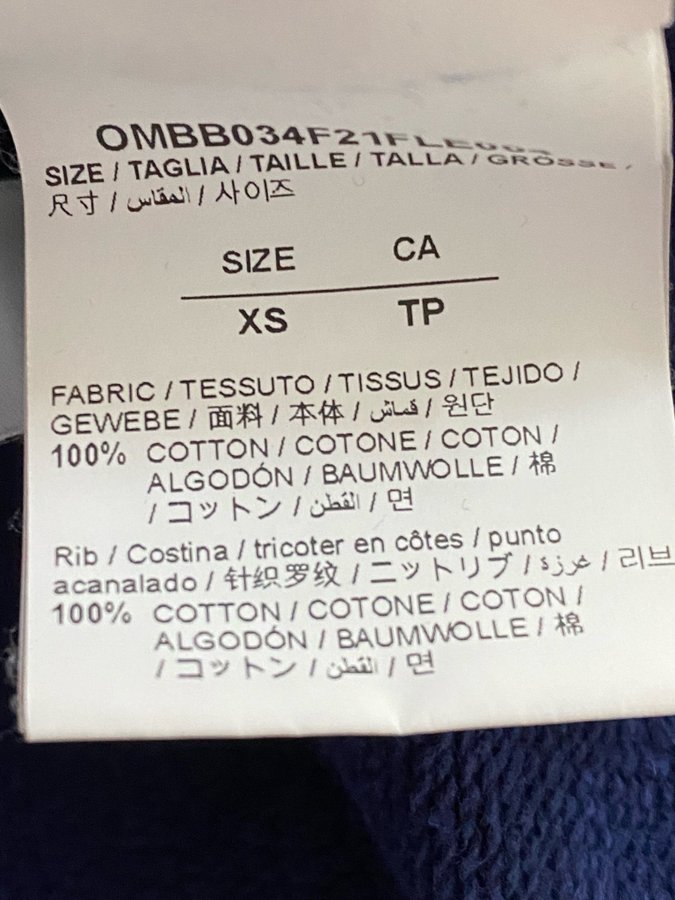 OMBB034F21FLE
SIZE / TAGLIA / TAILLE / TALLA / GRÖSSE /
尺寸 / المقاس / 사이즈
SIZE CA
XS TP
FABRIC / TESSUTO / TISSUS / TEJIDO /
GEWEBE / 面料 / 本体 / قماش / 원단
100% COTTON / COTONE / COTON /
ALGODÓN / BAUMWOLLE / 棉
/ コットン / القطن / 면
Rib / Costina / tricoter en côtes / punto
acanalado / 针织罗纹 / ニットリブ / غرزة / 리브
100% COTTON / COTONE / COTON /
ALGODÓN / BAUMWOLLE / 棉
/ コットン / القطن / 면